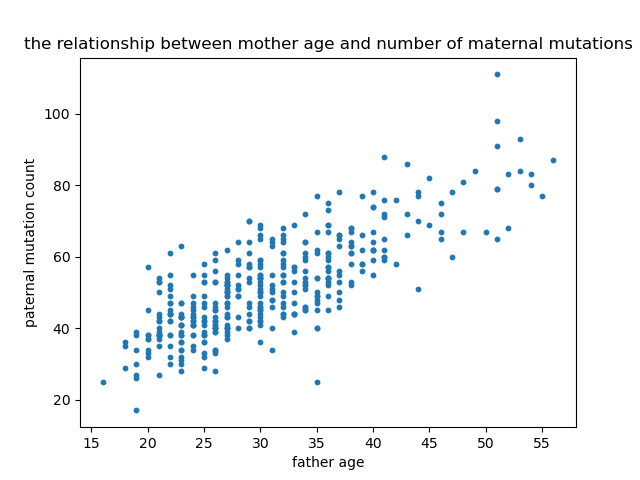 the relationship between mother age and number of maternal mutations
100
80
60
40
20
paternal mutation count
15 20 25 30 35 40 45 50 55
father age